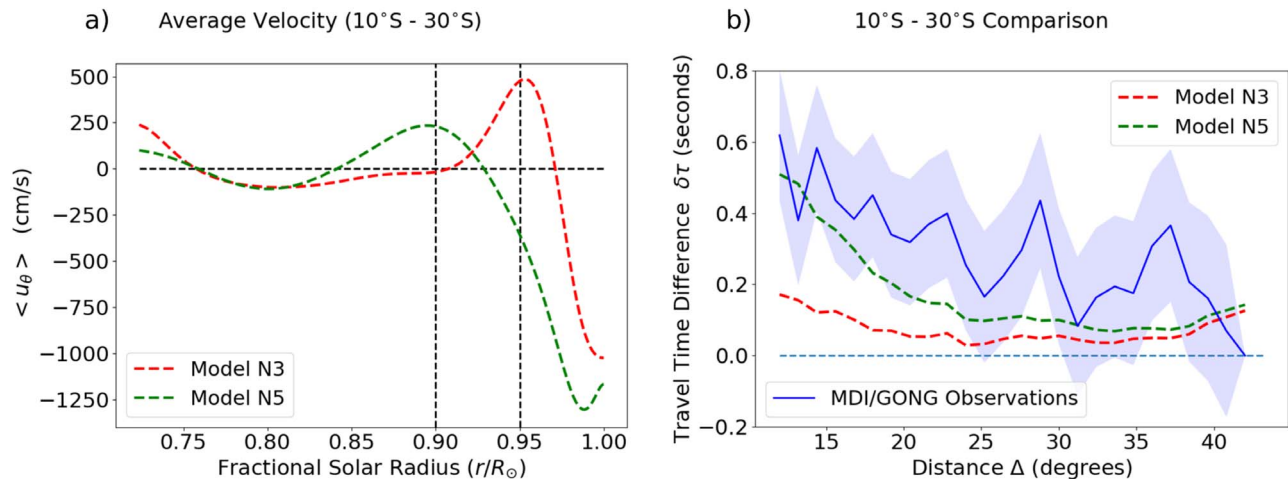 a) Average Velocity (10°S - 30°S)
500
250
0
−250
−500
−750
−1000
−1250
< u_θ > (cm/s)
Model N3
Model N5
0.75 0.80 0.85 0.90 0.95 1.00
Fractional Solar Radius (r/R_⊙)
b) 10°S - 30°S Comparison
0.8
0.6
0.4
0.2
0.0
−0.2
Travel Time Difference δτ (seconds)
Model N3
Model N5
MDI/GONG Observations
15 20 25 30 35 40
Distance Δ (degrees)